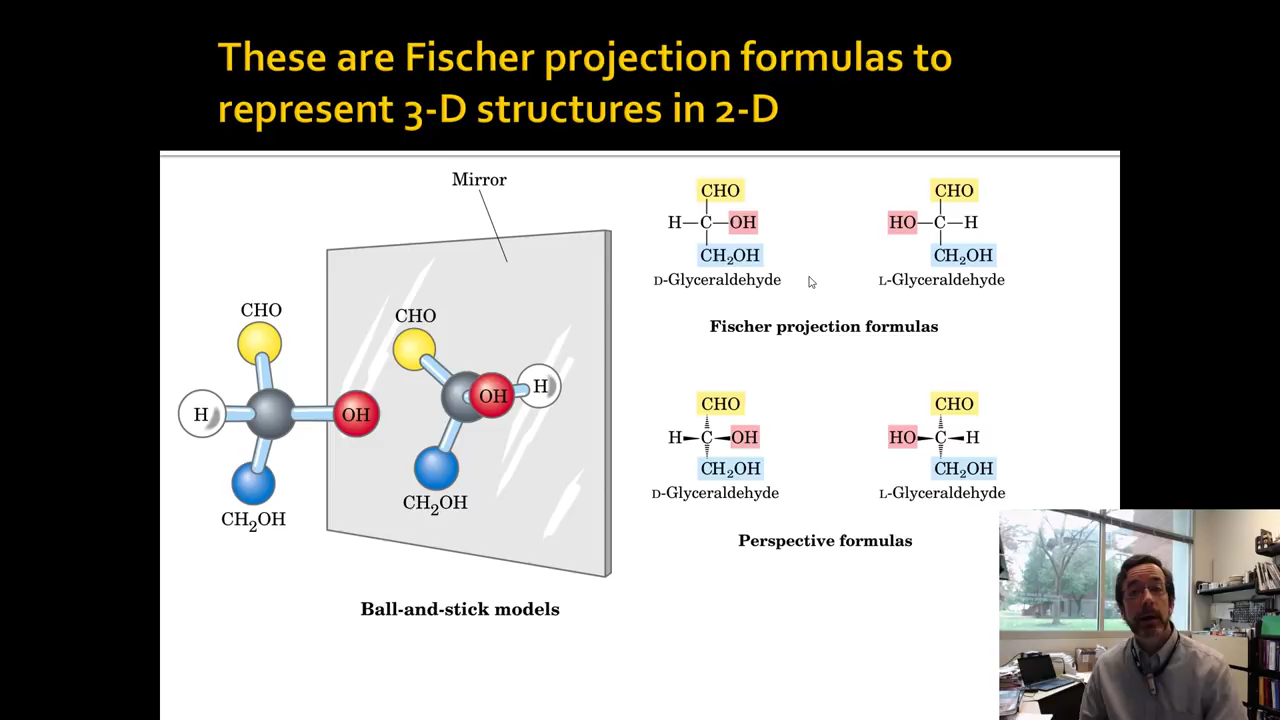 These are Fischer projection formulas to
represent 3-D structures in 2-D
Mirror
CHO
H
OH
CH₂OH
CHO
OH
H
CH₂OH
Ball-and-stick models
CHO
H—C—OH
CH₂OH
D-Glyceraldehyde
CHO
HO—C—H
CH₂OH
L-Glyceraldehyde
Fischer projection formulas
CHO
H C OH
CH₂OH
D-Glyceraldehyde
CHO
HO C H
CH₂OH
L-Glyceraldehyde
Perspective formulas